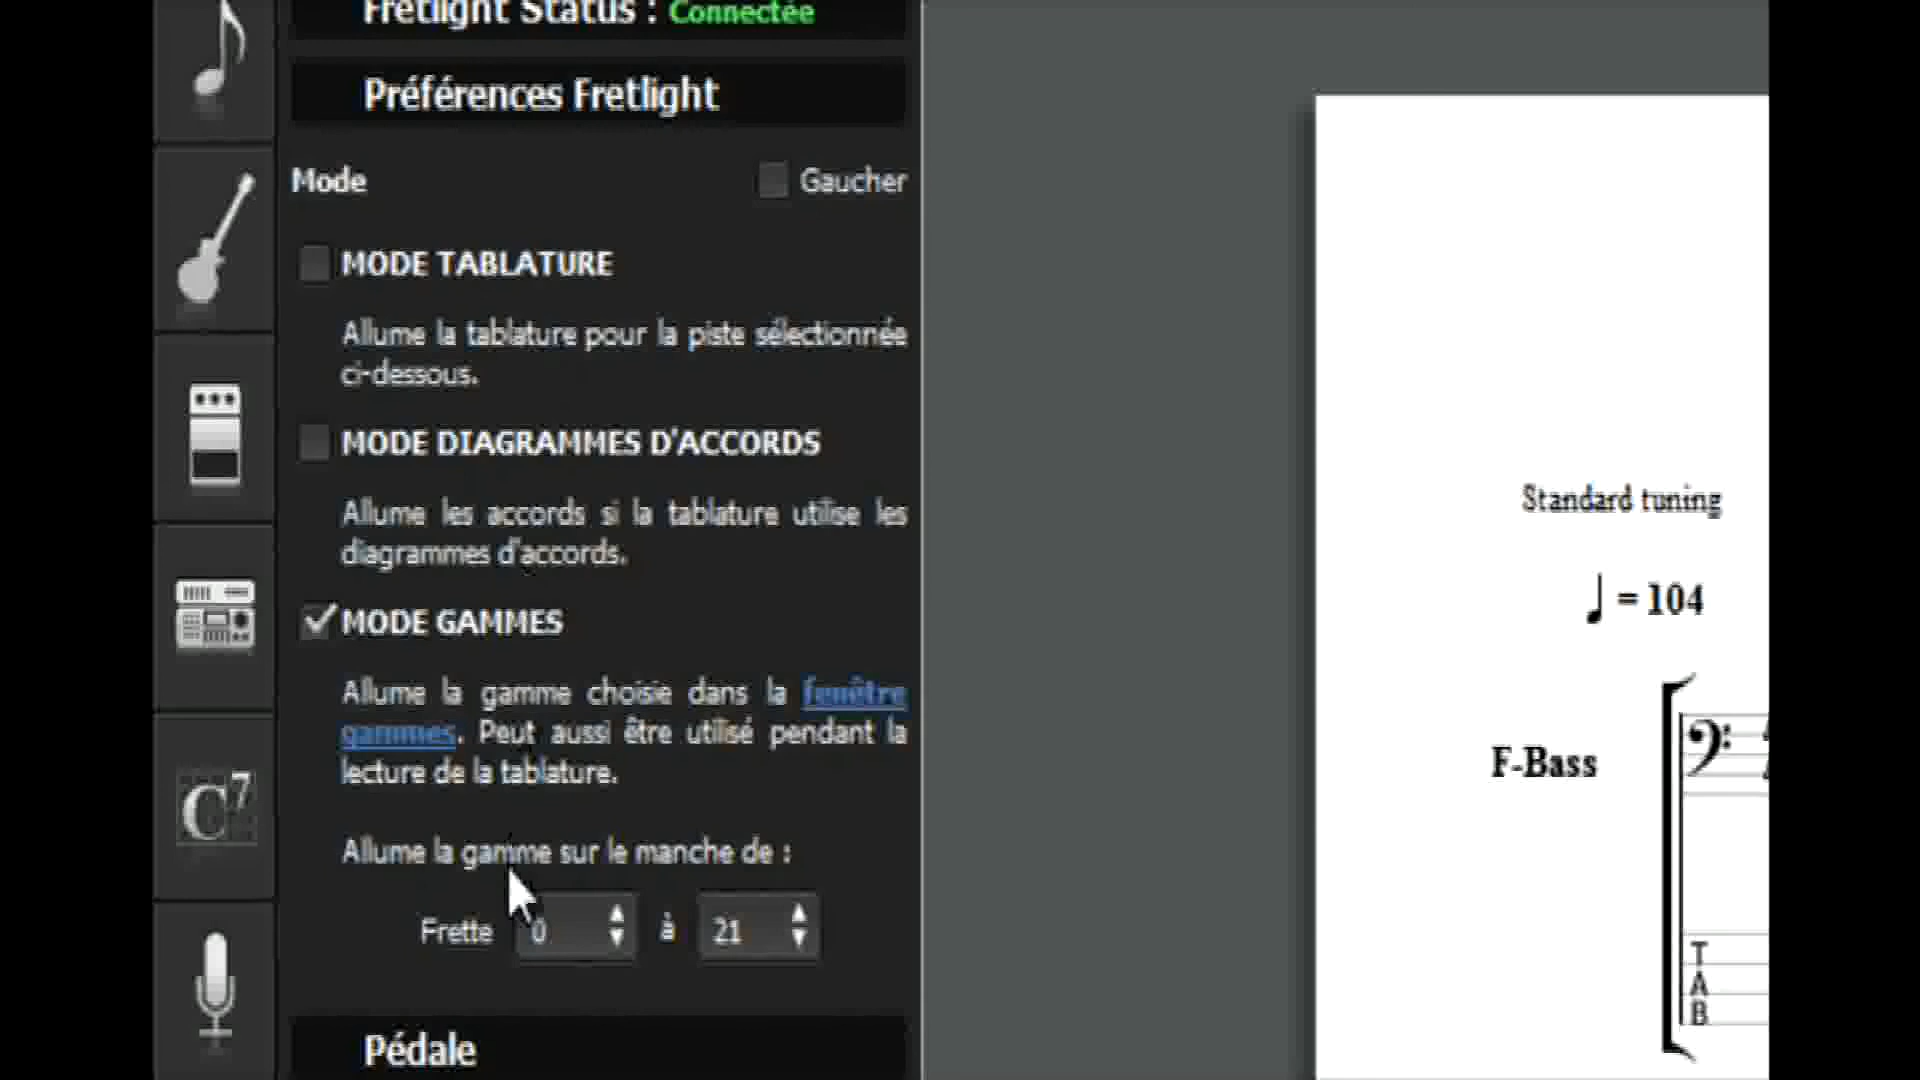 Fretlight Status : Connectée
Préférences Fretlight
Mode
Gaucher
MODE TABLATURE
Allume la tablature pour la piste sélectionnée
ci-dessous.
MODE DIAGRAMMES D'ACCORDS
Allume les accords si la tablature utilise les
diagrammes d'accords.
MODE GAMMES
Allume la gamme choisie dans la fenêtre
gammes. Peut aussi être utilisé pendant la
lecture de la tablature.
Allume la gamme sur le manche de :
Frette 0 à 21
Pédale
C7
Standard tuning
= 104
F-Bass
T
A
B